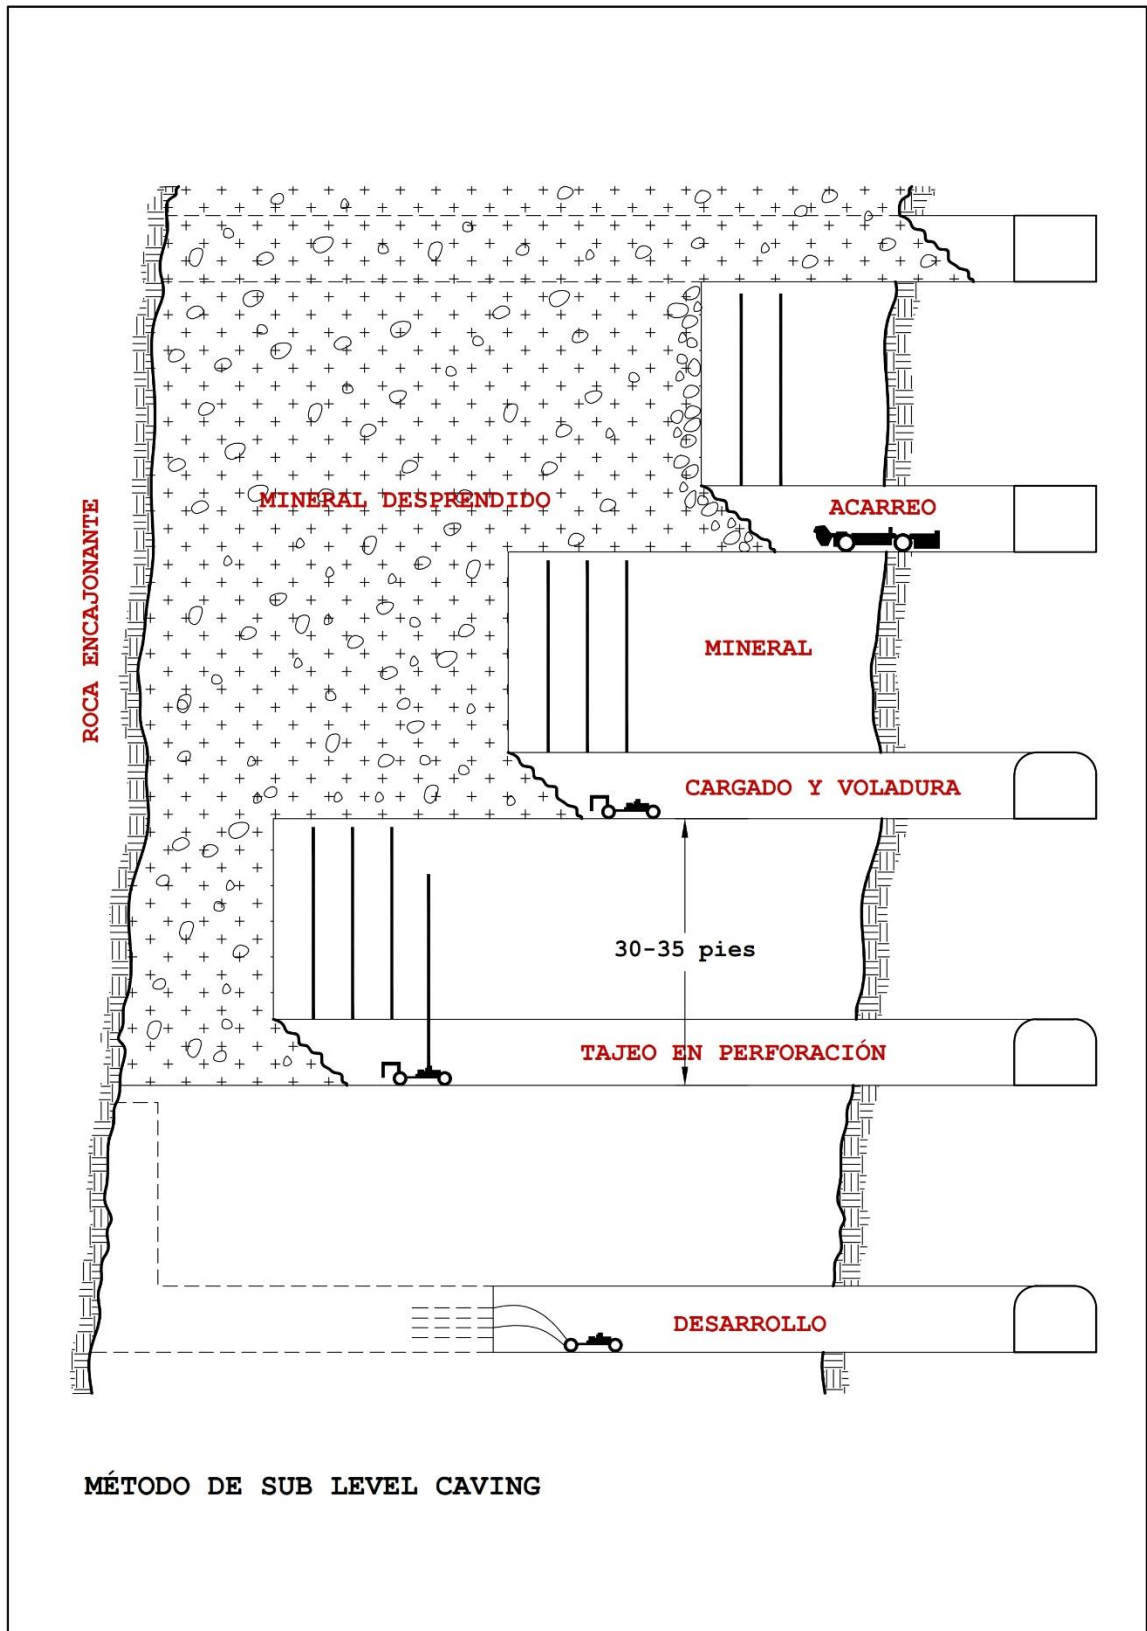 MINERAL DESPRENDIDO
ACARREO
ROCA ENCAJONANTE
MINERAL
CARGADO Y VOLADURA
30-35 pies
TAJEO EN PERFORACIÓN
DESARROLLO
MÉTODO DE SUB LEVEL CAVING